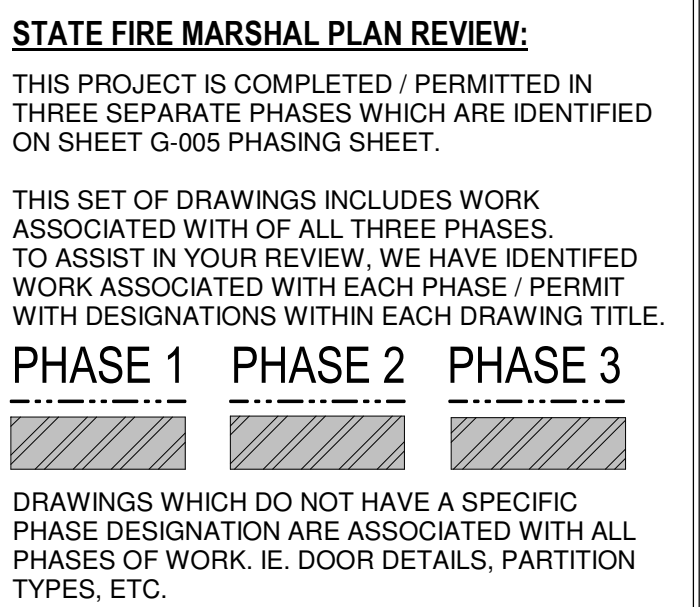 STATE FIRE MARSHAL PLAN REVIEW:
THIS PROJECT IS COMPLETED / PERMITTED IN
THREE SEPARATE PHASES WHICH ARE IDENTIFIED
ON SHEET G-005 PHASING SHEET.
THIS SET OF DRAWINGS INCLUDES WORK
ASSOCIATED WITH OF ALL THREE PHASES.
TO ASSIST IN YOUR REVIEW, WE HAVE IDENTIFED
WORK ASSOCIATED WITH EACH PHASE / PERMIT
WITH DESIGNATIONS WITHIN EACH DRAWING TITLE.
PHASE 1 PHASE 2 PHASE 3
DRAWINGS WHICH DO NOT HAVE A SPECIFIC
PHASE DESIGNATION ARE ASSOCIATED WITH ALL
PHASES OF WORK. IE. DOOR DETAILS, PARTITION
TYPES, ETC.